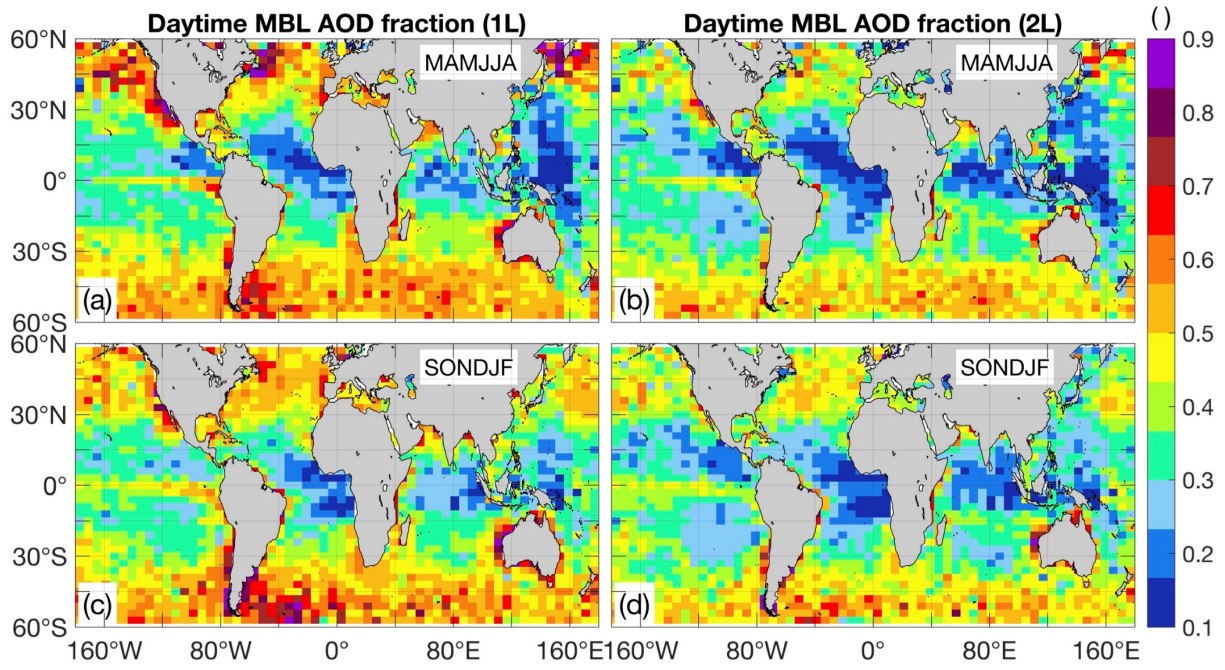 Daytime MBL AOD fraction (1L)
Daytime MBL AOD fraction (2L)
( )
60°N
30°N
0°
30°S
60°S
MAMJJA
(a)
MAMJJA
(b)
0.9
0.8
0.7
0.6
0.5
0.4
0.3
0.2
0.1
60°N
30°N
0°
30°S
60°S
SONDJF
(c)
SONDJF
(d)
160°W 80°W 0° 80°E 160°E
160°W 80°W 0° 80°E 160°E